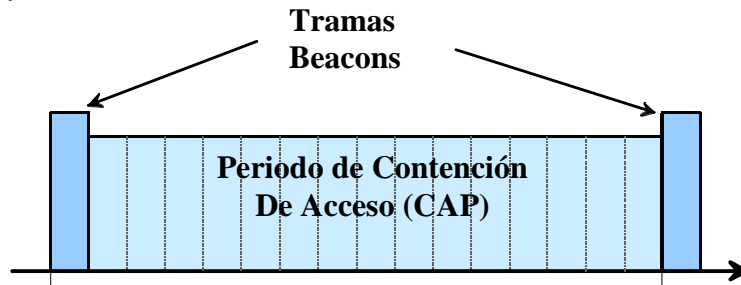 Tramas
Beacons
Periodo de Contención
De Acceso (CAP)